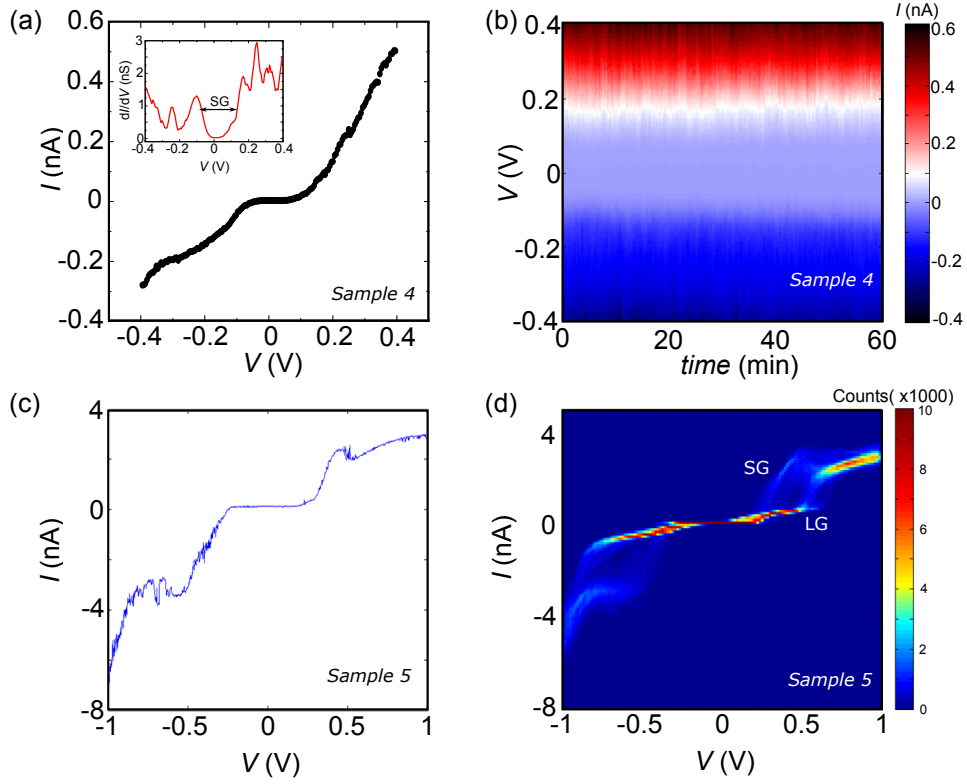 (a)
I (nA)
0.6
0.4
0.2
0
-0.2
-0.4
-0.4
-0.2
0
0.2
0.4
V (V)
Sample 4
dI/dV (nS)
3
2
1
0
-0.4
-0.2
0
0.2
0.4
V (V)
SG
(b)
V (V)
0.4
0.2
0
-0.2
-0.4
0
20
40
60
time (min)
Sample 4
I (nA)
0.6
0.4
0.2
0
-0.2
-0.4
(c)
I (nA)
4
0
-4
-8
-1
-0.5
0
0.5
1
V (V)
Sample 5
(d)
I (nA)
4
0
-4
-8
-1
-0.5
0
0.5
1
V (V)
SG
LG
Sample 5
Counts( x1000)
10
8
6
4
2
0